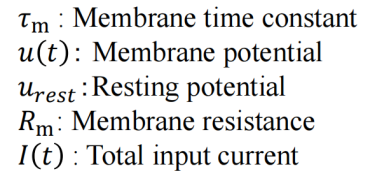 τm : Membrane time constant
u(t): Membrane potential
urest :Resting potential
Rm: Membrane resistance
I(t) : Total input current